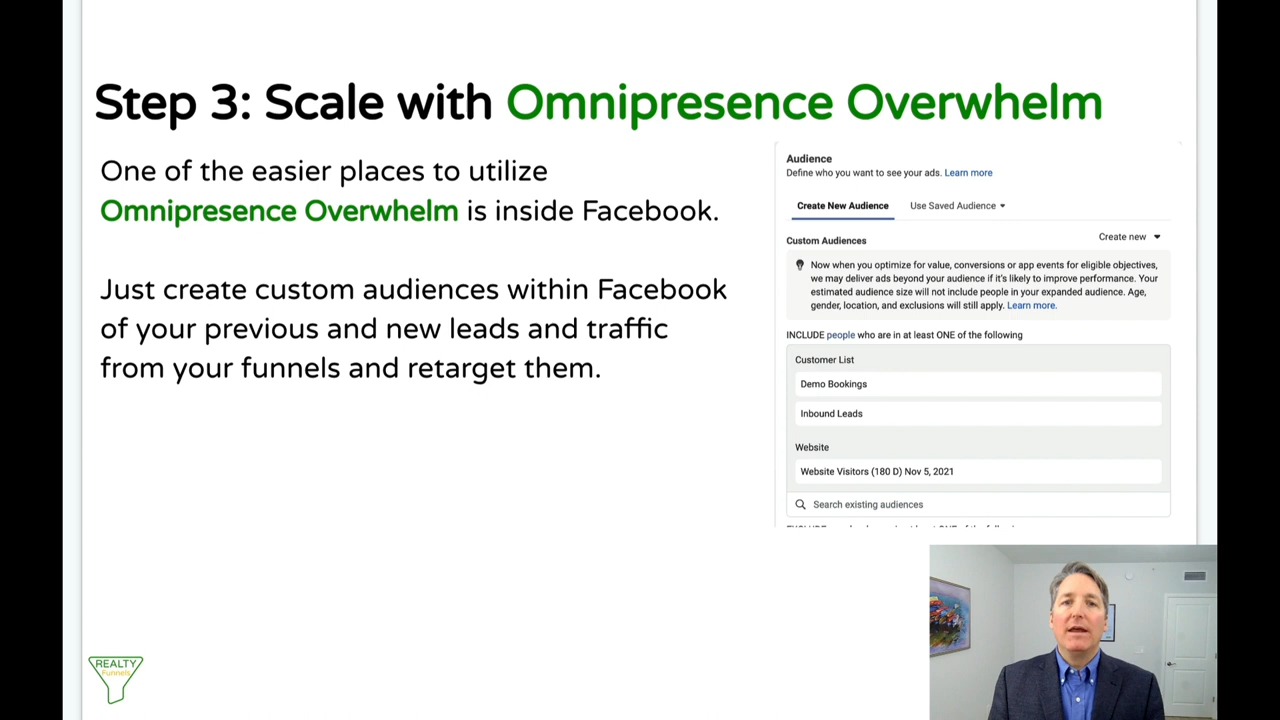 Step 3: Scale with Omnipresence Overwhelm
One of the easier places to utilize
Omnipresence Overwhelm is inside Facebook.
Just create custom audiences within Facebook
of your previous and new leads and traffic
from your funnels and retarget them.
Audience
Define who you want to see your ads. Learn more
Create New Audience Use Saved Audience
Custom Audiences Create new
Now when you optimize for value, conversions or app events for eligible objectives,
we may deliver ads beyond your audience if it's likely to improve performance. Your
estimated audience size will not include people in your expanded audience. Age,
gender, location, and exclusions will still apply. Learn more.
INCLUDE people who are in at least ONE of the following
Customer List
Demo Bookings
Inbound Leads
Website
Website Visitors (180 D) Nov 5, 2021
Search existing audiences
REALTY
Funnels